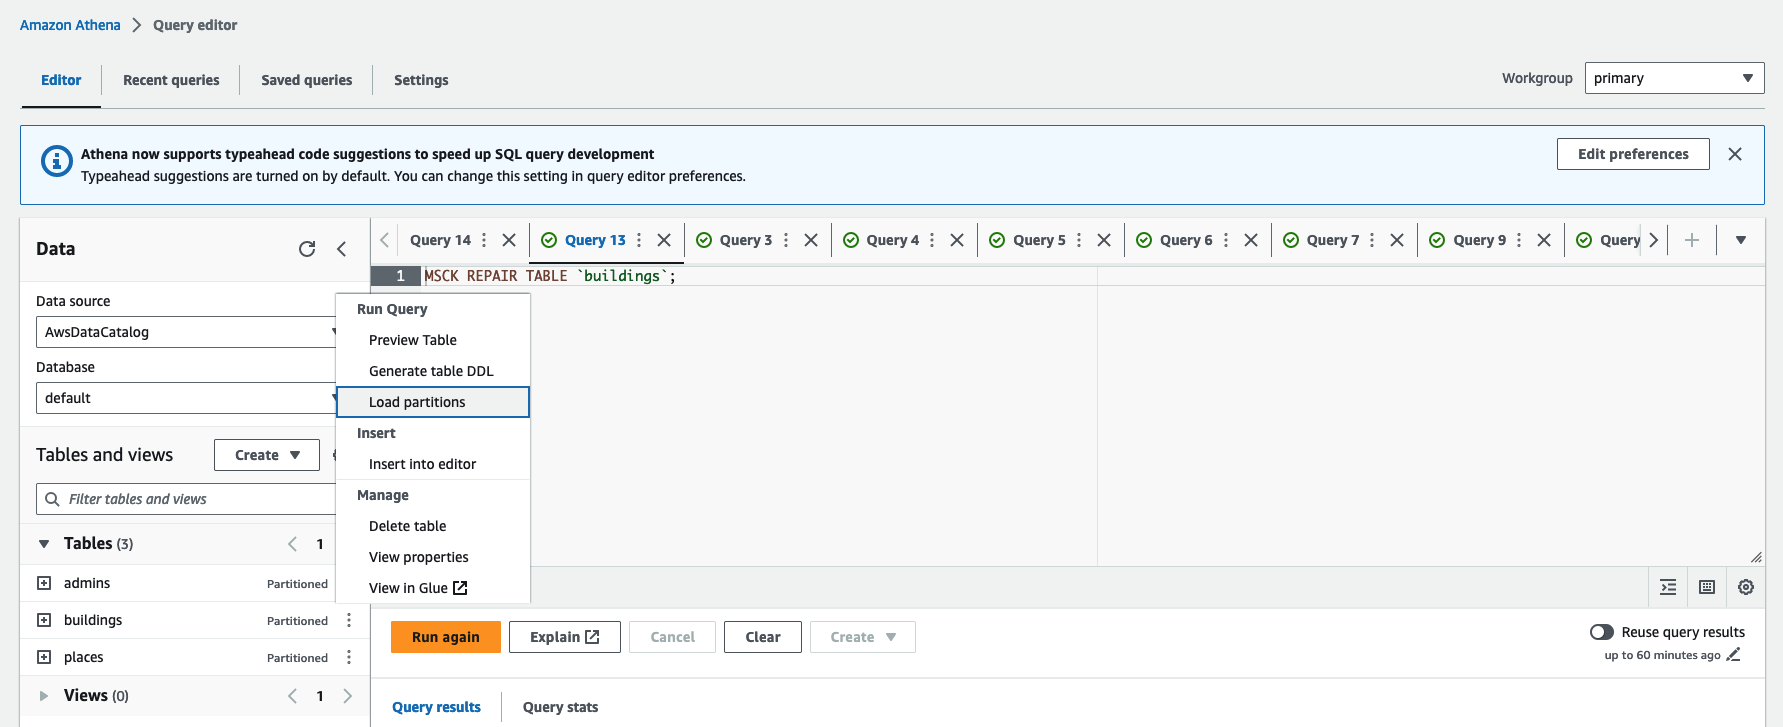 Amazon Athena > Query editor
Editor Recent queries Saved queries Settings Workgroup primary
Athena now supports typeahead code suggestions to speed up SQL query development
Typeahead suggestions are turned on by default. You can change this setting in query editor preferences.
Edit preferences
Data
Query 14 Query 13 Query 3 Query 4 Query 5 Query 6 Query 7 Query 9 Query
1 MSCK REPAIR TABLE `buildings`;
Data source
AwsDataCatalog
Database
default
Tables and views Create
Filter tables and views
Tables (3) 1
admins Partitioned
buildings Partitioned
places Partitioned
Views (0) 1
Run Query
Preview Table
Generate table DDL
Load partitions
Insert
Insert into editor
Manage
Delete table
View properties
View in Glue
Run again Explain Cancel Clear Create
Reuse query results
up to 60 minutes ago
Query results Query stats